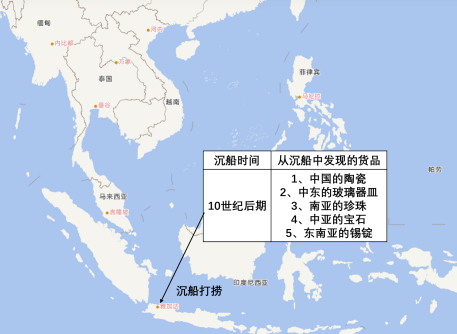 缅甸
内比都
河内
万象
泰国
菲律宾
马尼拉
越南
曼谷
沉船时间
从沉船中发现的货品
10世纪后期
1、中国的陶瓷
2、中东的玻璃器皿
3、南亚的珍珠
4、中亚的宝石
5、东南亚的锡锭
帕劳
马来西亚
吉隆坡
印度尼西亚
沉船打捞
雅加达